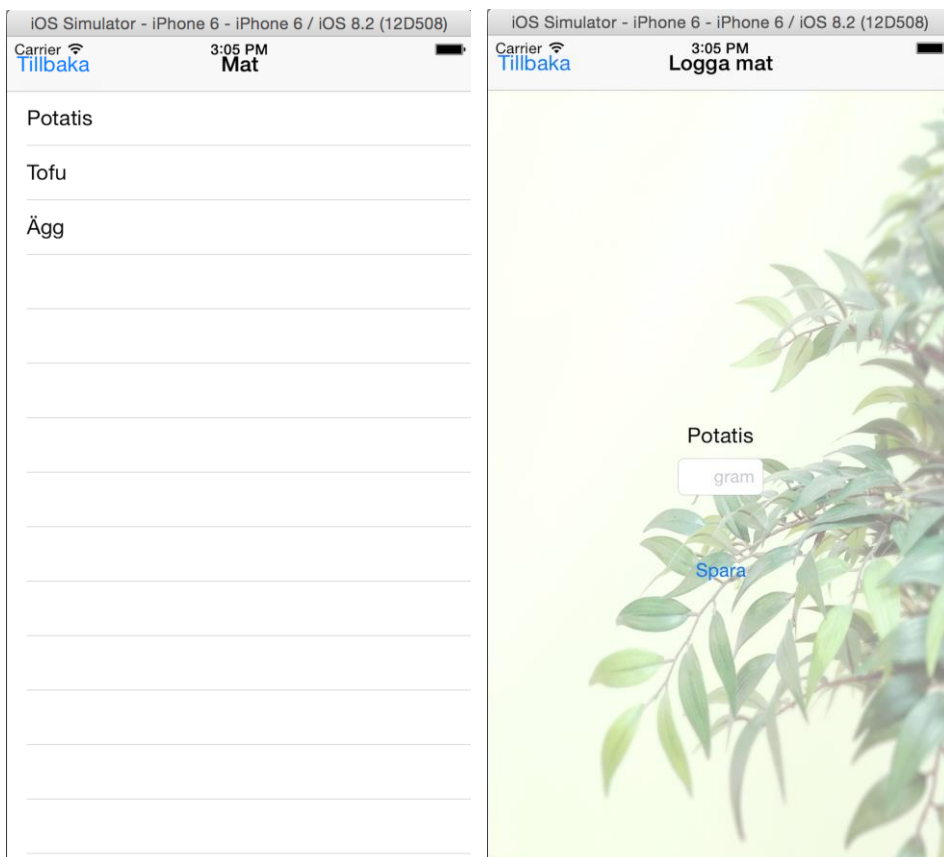 iOS Simulator - iPhone 6 - iPhone 6 / iOS 8.2 (12D508)
Carrier 3:05 PM
Tillbaka Mat
Potatis
Tofu
Ägg
iOS Simulator - iPhone 6 - iPhone 6 / iOS 8.2 (12D508)
Carrier 3:05 PM
Tillbaka Logga mat
Potatis
gram
Spara